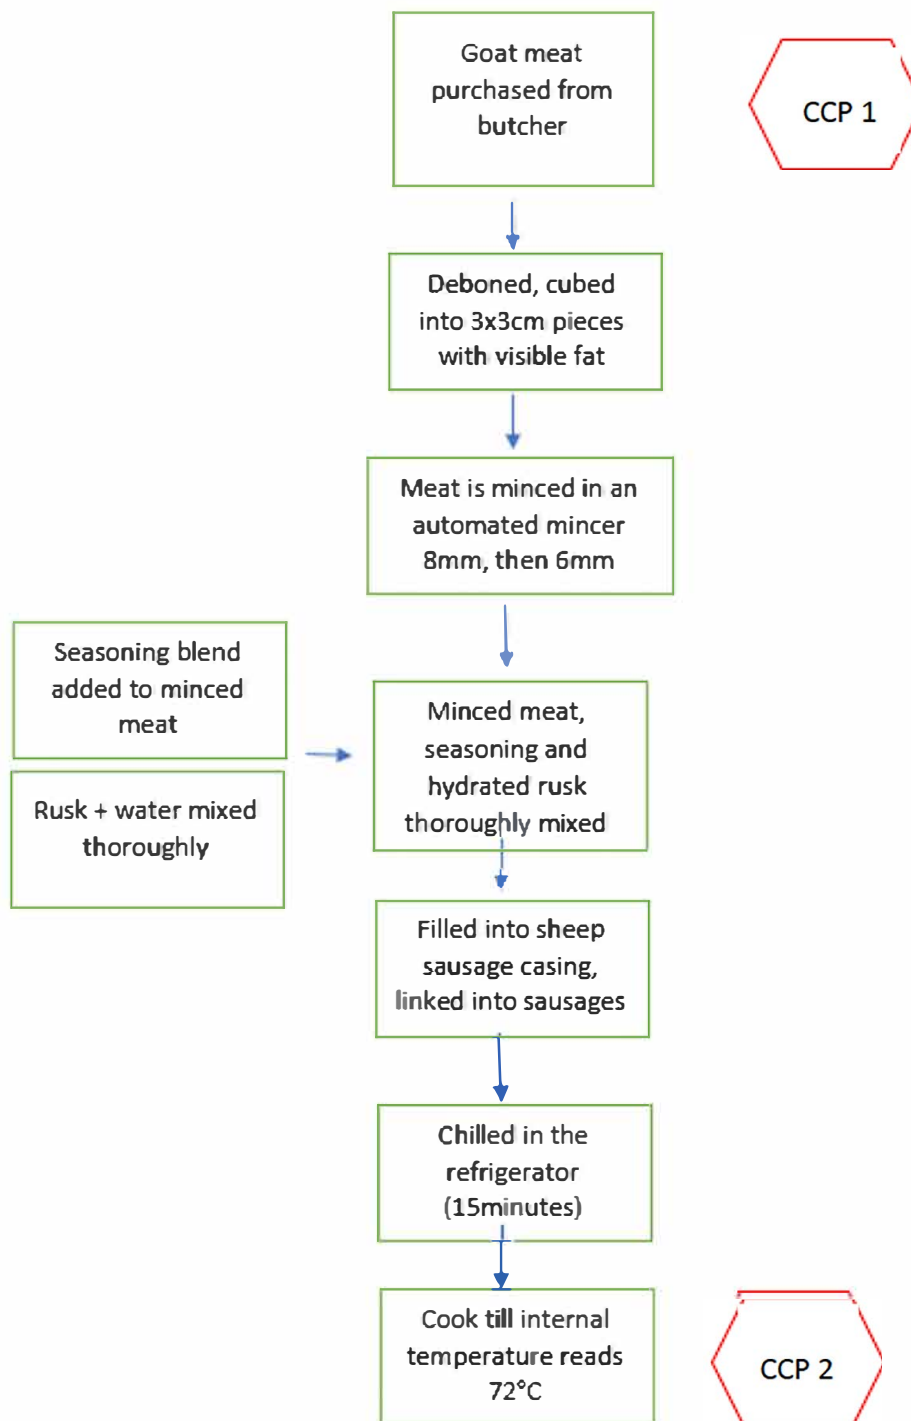 Goat meat
purchased from
butcher
CCP 1
Deboned, cubed
into 3x3cm pieces
with visible fat
Meat is minced in an
automated mincer
8mm, then 6mm
Seasoning blend
added to minced
meat
Rusk + water mixed
thoroughly
Minced meat,
seasoning and
hydrated rusk
thoroughly mixed
Filled into sheep
sausage casing,
linked into sausages
Chilled in the
refrigerator
(15minutes)
Cook till internal
temperature reads
72°C
CCP 2